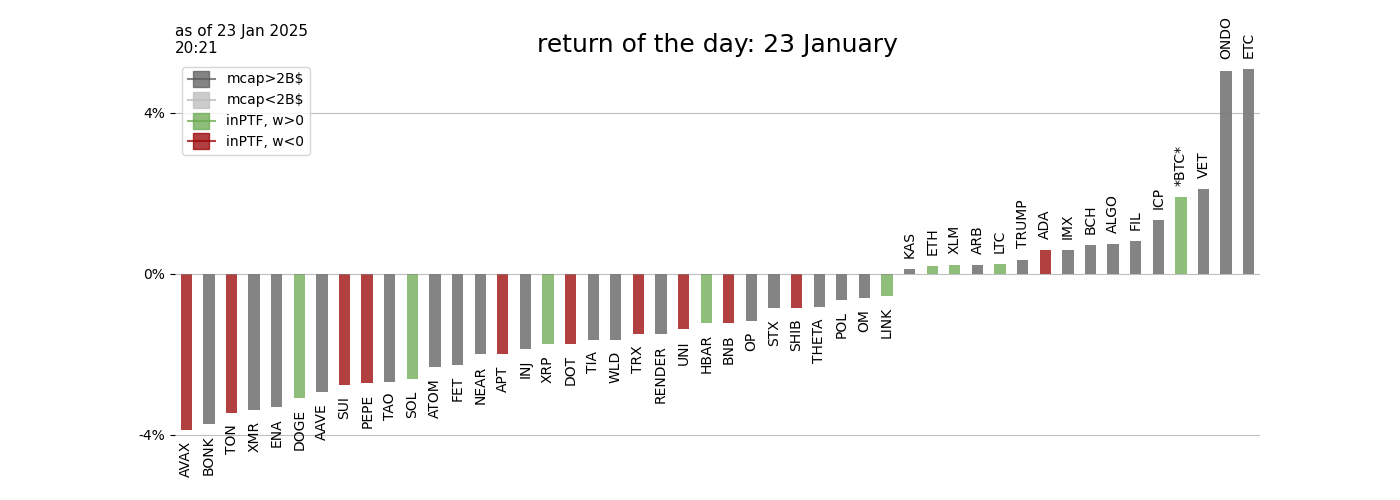 as of 23 Jan 2025
20:21
return of the day: 23 January
mcap>2B$
mcap<2B$
inPTF, w>0
inPTF, w<0
4%
0%
-4%
AVAX
BONK
TON
XMR
ENA
DOGE
AAVE
SUI
PEPE
TAO
SOL
ATOM
FET
NEAR
APT
INJ
XRP
DOT
TIA
WLD
TRX
RENDER
UNI
HBAR
BNB
OP
STX
SHIB
THETA
POL
OM
LINK
KAS
ETH
XLM
ARB
LTC
TRUMP
ADA
IMX
BCH
ALGO
FIL
ICP
*BTC*
VET
ONDO
ETC